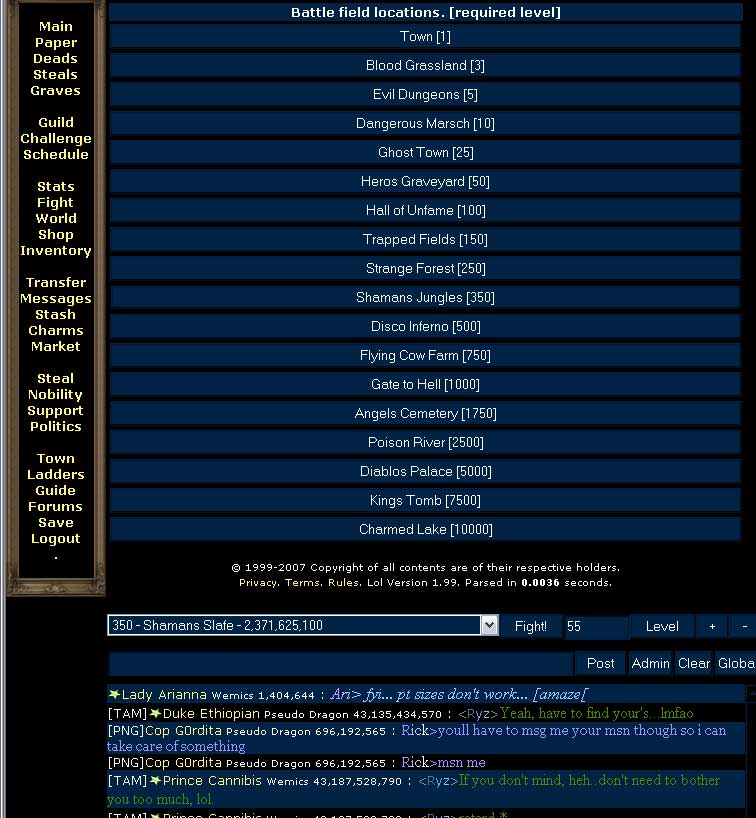 Main
Paper
Deads
Steals
Graves
Guild
Challenge
Schedule
Stats
Fight
World
Shop
Inventory
Transfer
Messages
Stash
Charms
Market
Steal
Nobility
Support
Politics
Town
Ladders
Guide
Forums
Save
Logout
.
Battle field locations. [required level]
Town [1]
Blood Grassland [3]
Evil Dungeons [5]
Dangerous Marsch [10]
Ghost Town [25]
Heros Graveyard [50]
Hall of Unfame [100]
Trapped Fields [150]
Strange Forest [250]
Shamans Jungles [350]
Disco Inferno [500]
Flying Cow Farm [750]
Gate to Hell [1000]
Angels Cemetery [1750]
Poison River [2500]
Diablos Palace [5000]
Kings Tomb [7500]
Charmed Lake [10000]
© 1999-2007 Copyright of all contents are of their respective holders.
Privacy. Terms. Rules. Lol Version 1.99. Parsed in 0.0036 seconds.
350 - Shamans Slafe - 2,371,625,100 Fight! 55 Level + -
Post Admin Clear Globa
Lady Arianna Wemics 1,404,644 : Ari> fyi... pt sizes don't work... [amaze[
[TAM]Duke Ethiopian Pseudo Dragon 43,135,434,570 : <Ryz>Yeah, have to find your's...lmfao
[PNG]Cop G0rdita Pseudo Dragon 696,192,565 : Rick>youll have to msg me your msn though so i can
take care of something
[PNG]Cop G0rdita Pseudo Dragon 696,192,565 : Rick>msn me
[TAM]Prince Cannibis Wemics 43,187,528,790 : <Ryz>If you don't mind, heh..don't need to bother
you too much, lol.